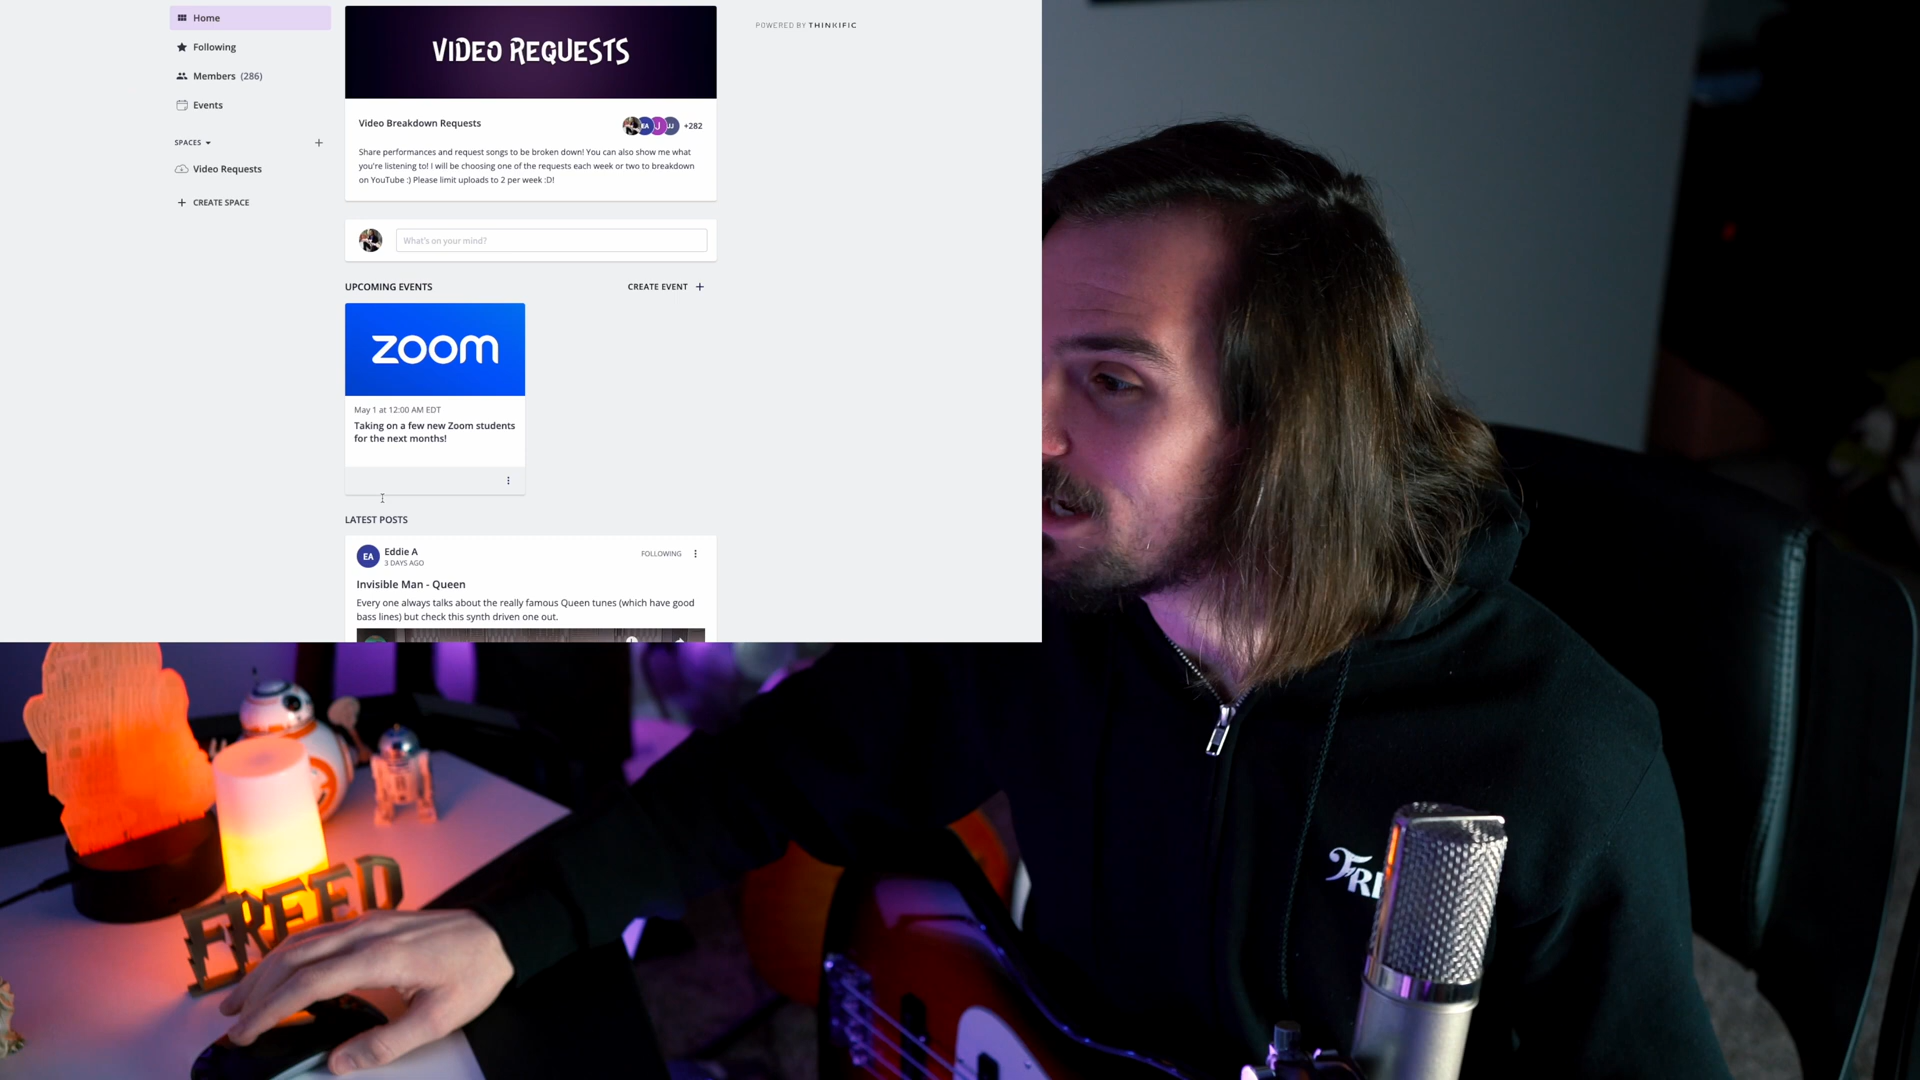 Home
Following
Members (286)
Events
SPACES
Video Requests
CREATE SPACE
VIDEO REQUESTS
Video Breakdown Requests
EA J JJ +282
Share performances and request songs to be broken down! You can also show me what
you're listening to! I will be choosing one of the requests each week or two to breakdown
on YouTube :) Please limit uploads to 2 per week :D!
What's on your mind?
UPCOMING EVENTS
CREATE EVENT +
zoom
May 1 at 12:00 AM EDT
Taking on a few new Zoom students
for the next months!
LATEST POSTS
EA
Eddie A
3 DAYS AGO
FOLLOWING
Invisible Man - Queen
Every one always talks about the really famous Queen tunes (which have good
bass lines) but check this synth driven one out.
POWERED BY THINKIFIC
FREED